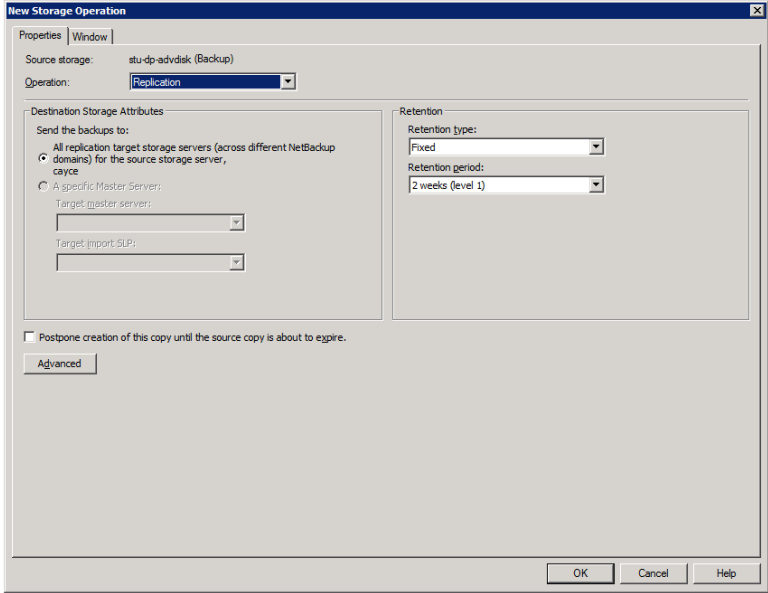 New Storage Operation
Properties
Window
Source storage:
stu-dp-advdisk (Backup)
Operation:
Replication
Destination Storage Attributes
Send the backups to:
All replication target storage servers (across different NetBackup
domains) for the source storage server,
cayce
A specific Master Server:
Target master server:
Target import SLP:
Retention
Retention type:
Fixed
Retention period:
2 weeks (level 1)
Postpone creation of this copy until the source copy is about to expire.
Advanced
OK
Cancel
Help